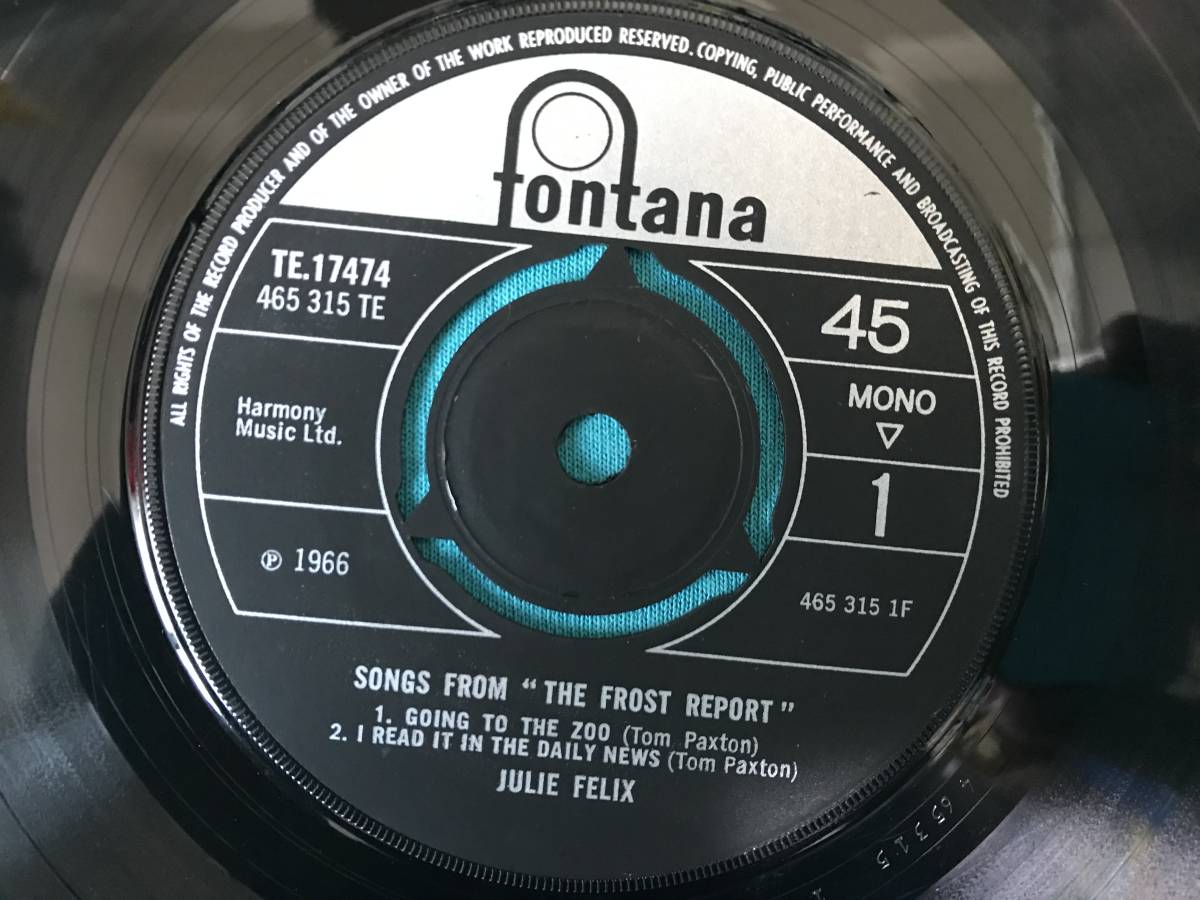 ALL RIGHTS OF THE RECORD PRODUCER AND OF THE OWNER OF THE WORK REPRODUCED RESERVED. COPYING, PUBLIC PERFORMANCE AND BROADCASTING OF THIS RECORD PROHIBITED
fontana
TE.17474
465 315 TE
Harmony
Music Ltd.
℗ 1966
45
MONO
▽
1
465 315 1F
SONGS FROM "THE FROST REPORT"
1. GOING TO THE ZOO (Tom Paxton)
2. I READ IT IN THE DAILY NEWS (Tom Paxton)
JULIE FELIX
465315